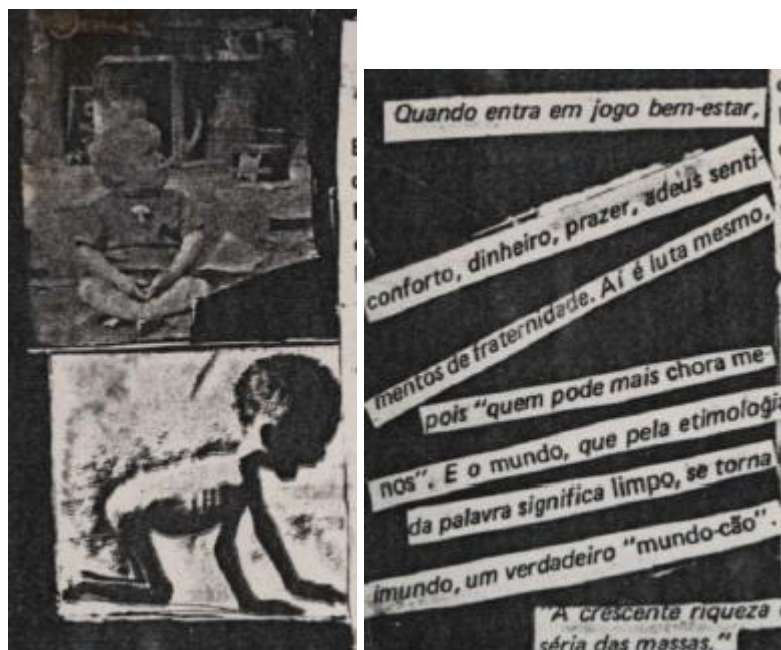 Quando entra em jogo bem-estar,
conforto, dinheiro, prazer, adeus senti-
mentos de fraternidade. Aí é luta mesmo,
pois "quem pode mais chora me-
nos". E o mundo, que pela etimologia
da palavra significa limpo, se torna
imundo, um verdadeiro "mundo-cão".
"A crescente riqueza
séria das massas."